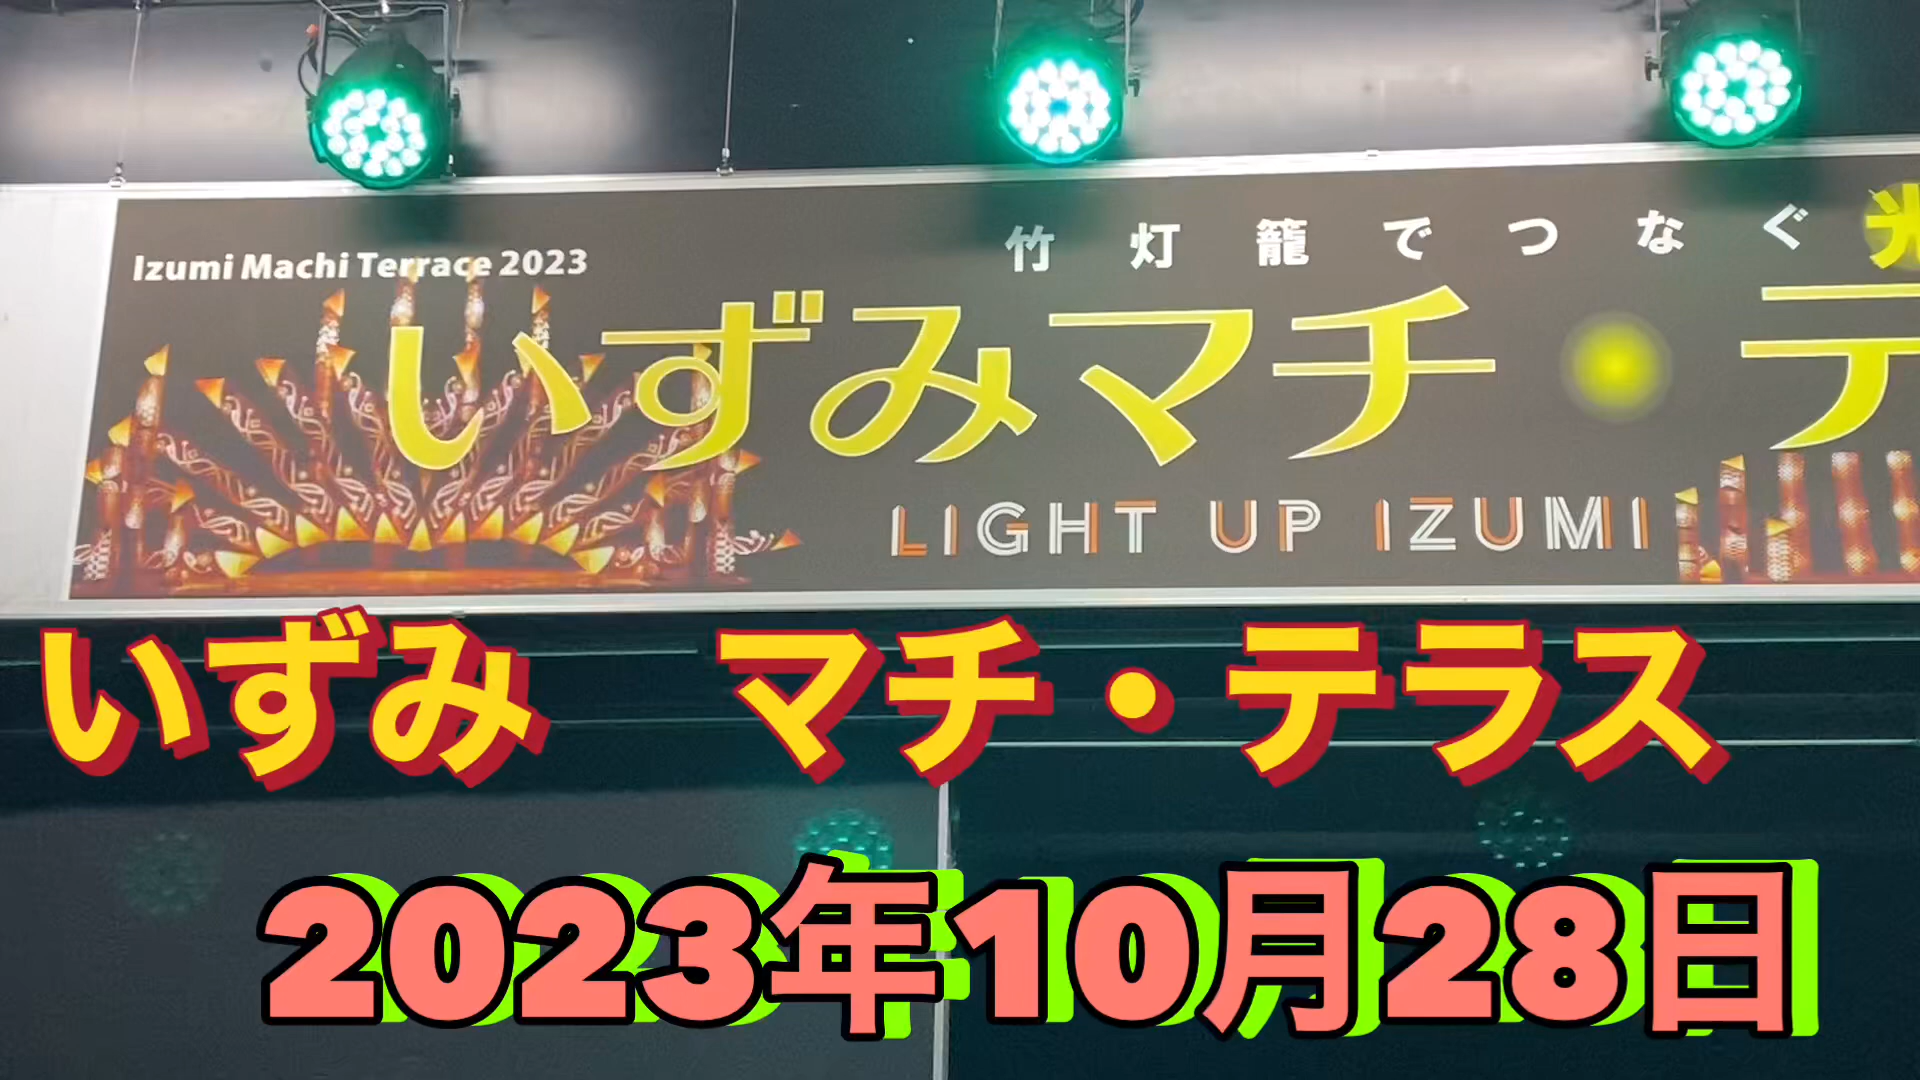 Izumi Machi Terrace 2023
竹灯籠でつなぐ光
いずみマチ・テ
LIGHT UP IZUMI
いずみ　マチ・テラス
2023年10月28日